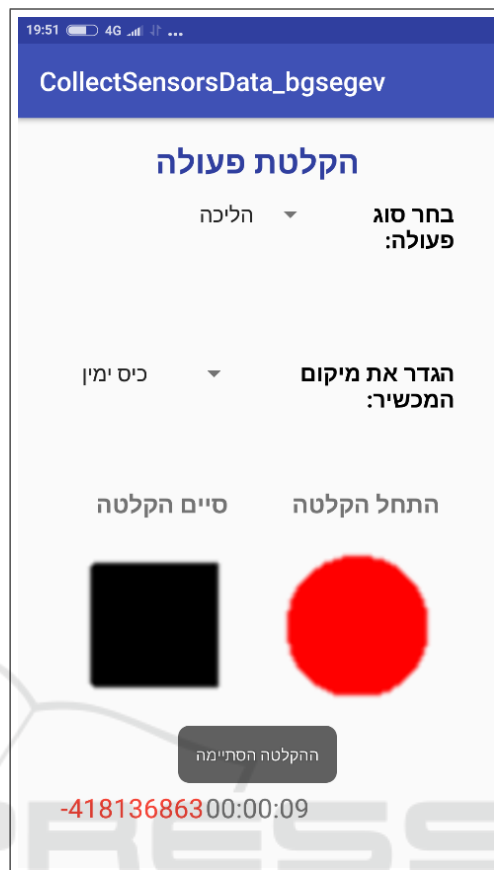 19:51 4G ...
CollectSensorsData_bgsegev
הקלטת פעולה
בחר סוג הליכה
פעולה:
הגדר את מיקום כיס ימין
המכשיר:
התחל הקלטה סיים הקלטה
ההקלטה הסתיימה
-41813686300:00:09
PRESS